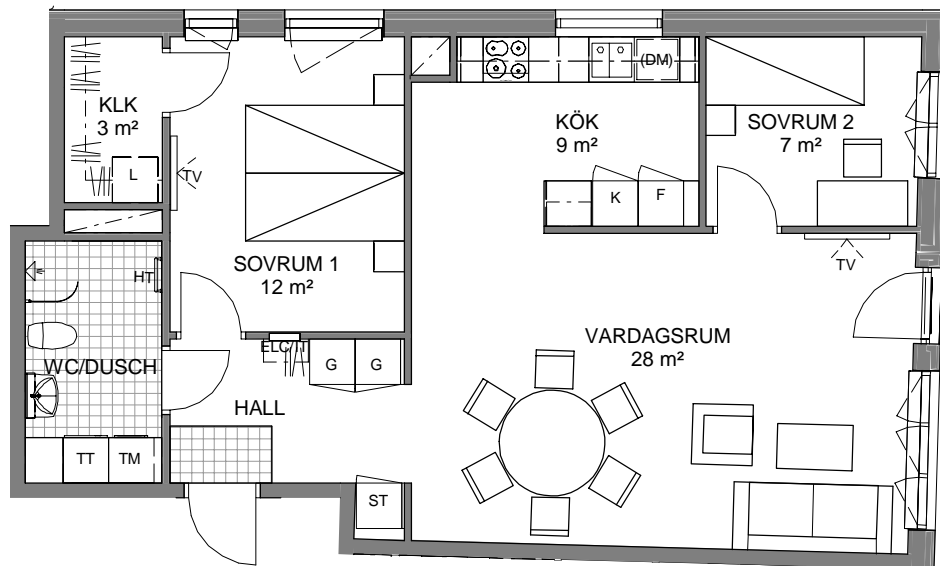 KLK
3 m²
L
TV
SOVRUM 1
12 m²
KÖK
9 m²
(DM)
K
F
SOVRUM 2
7 m²
TV
HT
WC/DUSCH
TT
TM
HALL
ELC/IT
G
G
ST
VARDAGSRUM
28 m²